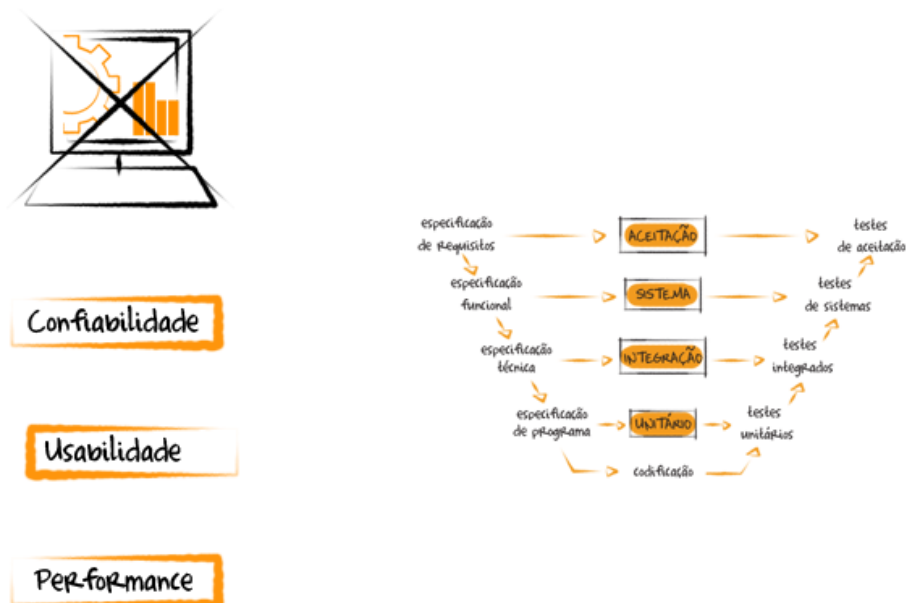 Confiabilidade
Usabilidade
Performance
especificação
de Requisitos
ACEITAÇÃO
testes
de aceitação
especificação
funcional
SISTEMA
testes
de sistemas
especificação
técnica
INTEGRAÇÃO
testes
integrados
especificação
de programa
UNITÁRIO
testes
unitários
codificação